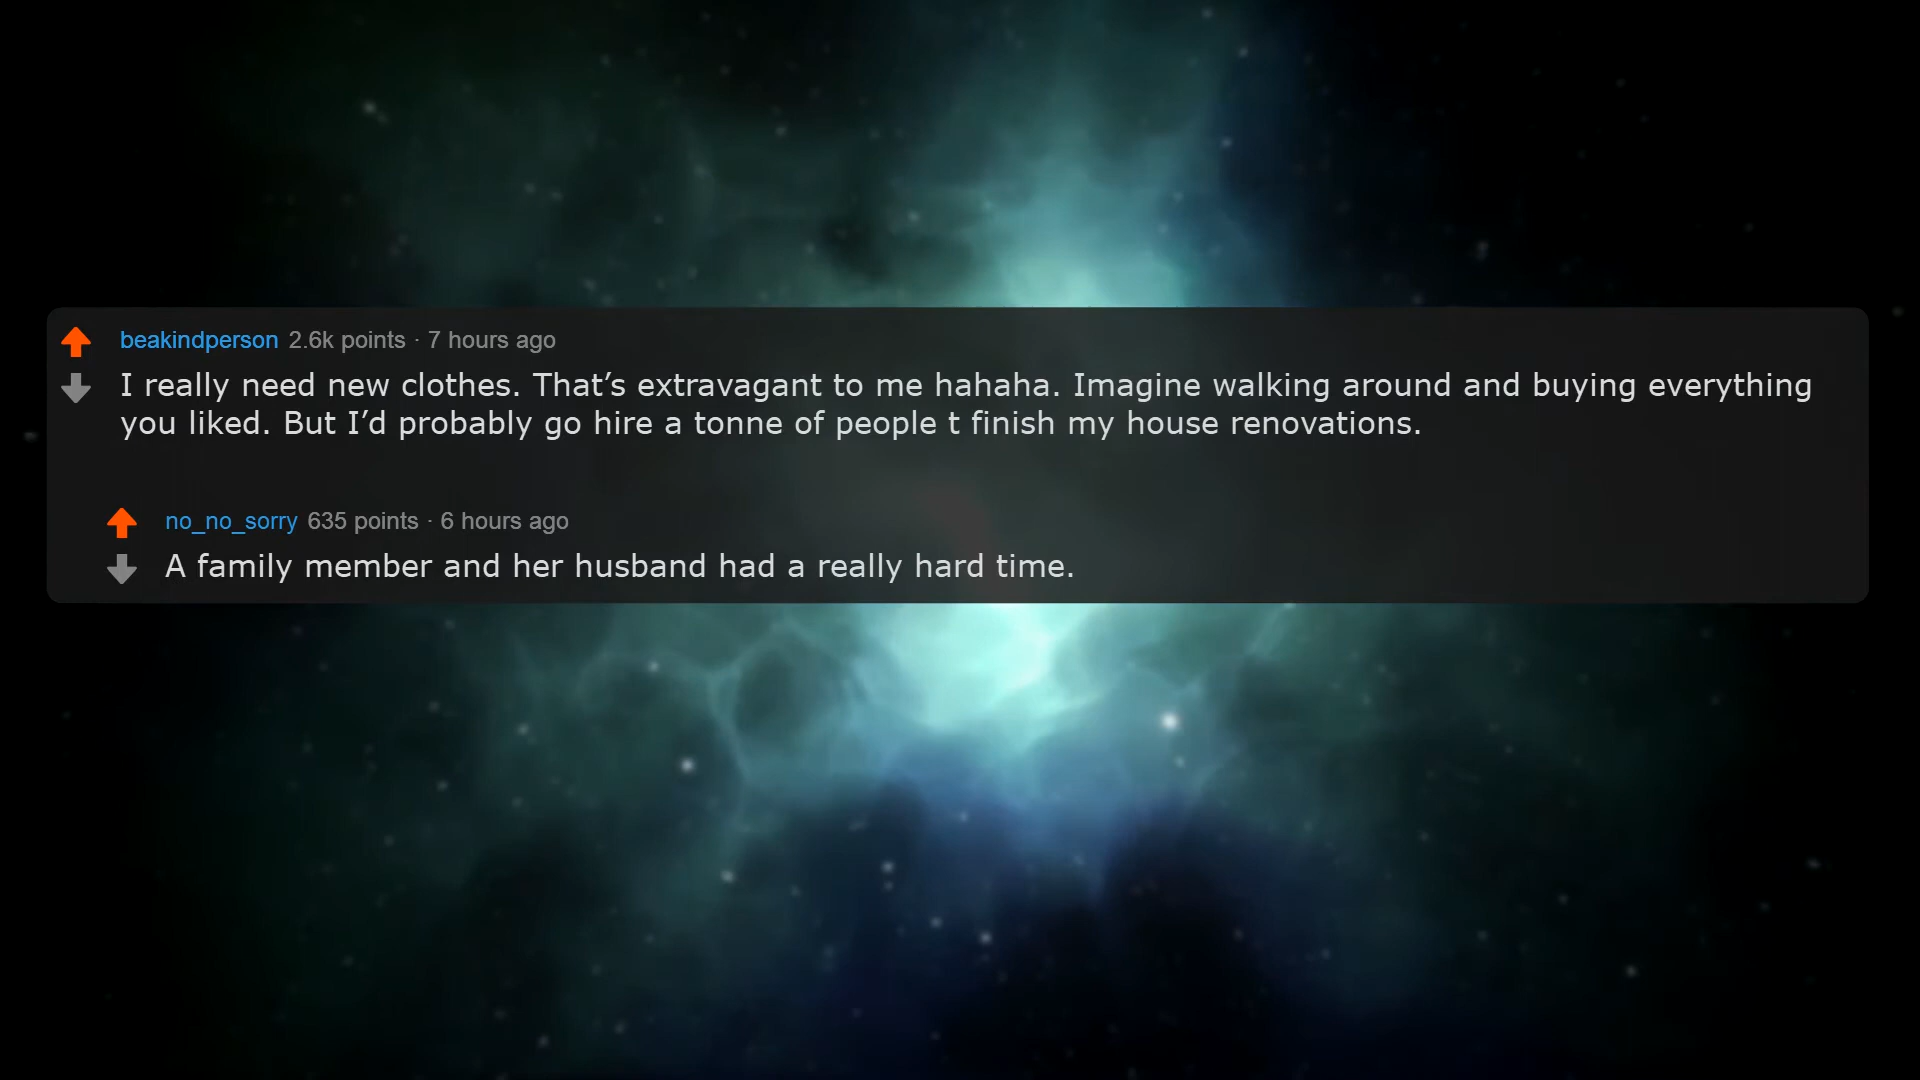 beakindperson 2.6k points · 7 hours ago
I really need new clothes. That’s extravagant to me hahaha. Imagine walking around and buying everything
you liked. But I’d probably go hire a tonne of people t finish my house renovations.
no_no_sorry 635 points · 6 hours ago
A family member and her husband had a really hard time.